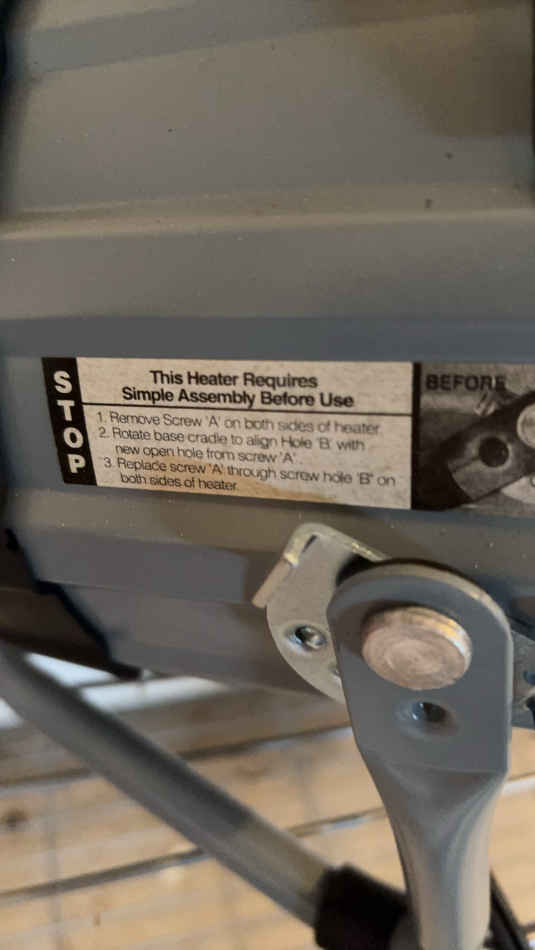 STOP
This Heater Requires
Simple Assembly Before Use
1. Remove Screw 'A' on both sides of heater
2. Rotate base cradle to align Hole 'B' with
new open hole from screw 'A'.
3. Replace screw 'A' through screw hole 'B" on
both sides of heater.
BEFORE